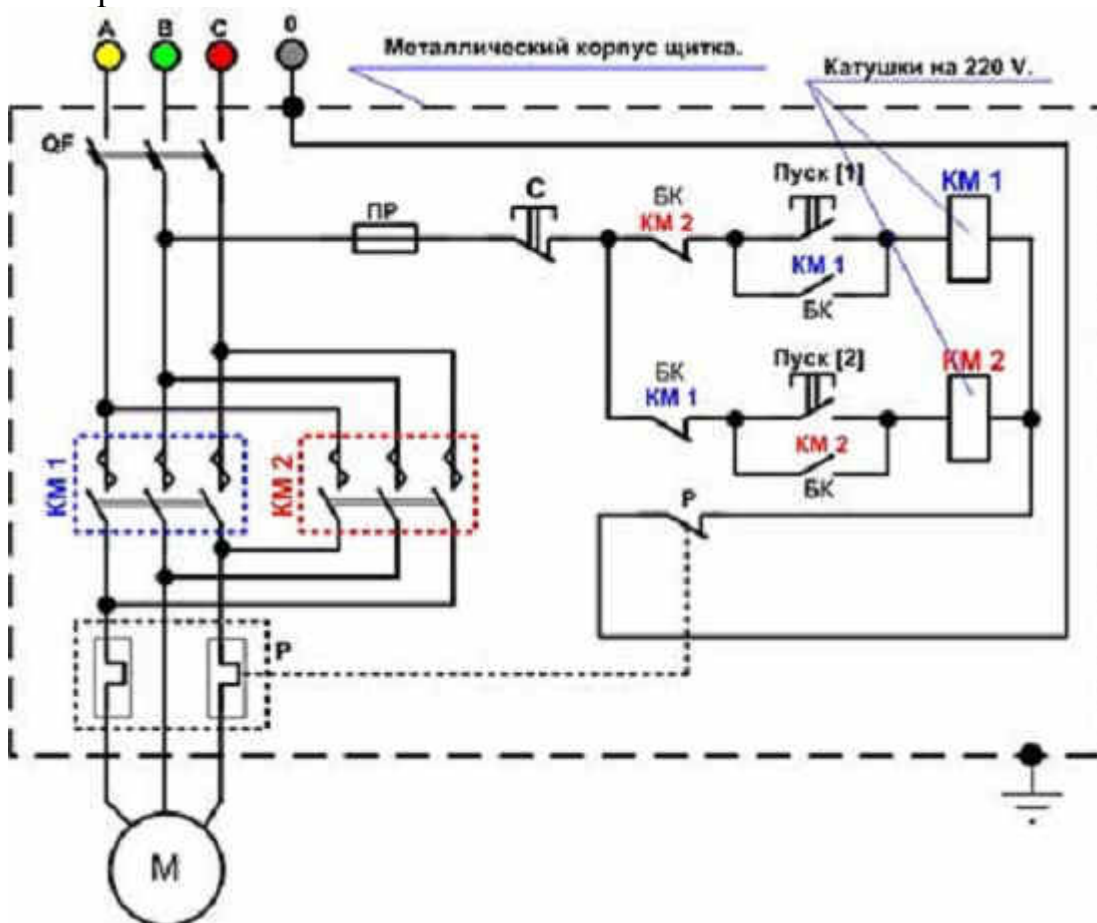 А В С 0
Металлический корпус щитка.
Катушки на 220 V.
QF
ПР
С
БК
КМ 2
Пуск [1]
КМ 1
КМ 1
БК
БК
КМ 1
Пуск [2]
КМ 2
КМ 2
БК
КМ 1
КМ 2
Р
Р
М